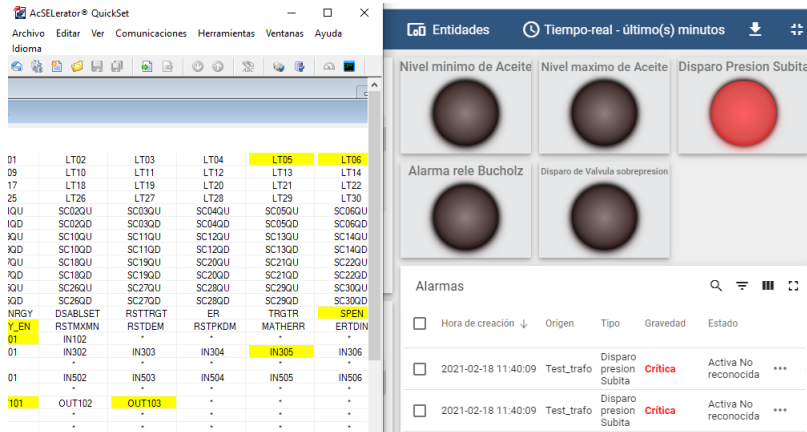 AcSELerator® QuickSet
Archivo Editar Ver Comunicaciones Herramientas Ventanas Ayuda
Idioma
01 LT02 LT03 LT04 LT05 LT06
09 LT10 LT11 LT12 LT13 LT14
17 LT18 LT19 LT20 LT21 LT22
25 LT26 LT27 LT28 LT29 LT30
1QU SC02QU SC03QU SC04QU SC05QU SC06QU
1QD SC02QD SC03QD SC04QD SC05QD SC06QD
QU SC10QU SC11QU SC12QU SC13QU SC14QU
QD SC10QD SC11QD SC12QD SC13QD SC14QD
7QU SC18QU SC19QU SC20QU SC21QU SC22QU
7QD SC18QD SC19QD SC20QD SC21QD SC22QD
5QU SC26QU SC27QU SC28QU SC29QU SC30QU
5QD SC26QD SC27QD SC28QD SC29QD SC30QD
NRGY DSABLSET RSTTRGT ER TRGTR SPEN
Y_EN RSTMXMN RSTDEM RSTPKDM MATHERR ERTDIN
01 IN102 * * * *
01 IN302 IN303 IN304 IN305 IN306
* * * * *
01 IN502 IN503 IN504 IN505 IN506
* * * * *
101 OUT102 OUT103 * * *
* * * * *
* * * * *
Entidades Tiempo-real - último(s) minutos
Nivel minimo de Aceite Nivel maximo de Aceite Disparo Presion Subita
Alarma rele Bucholz Disparo de Valvula sobrepresion
Alarmas
Hora de creación ↓ Origen Tipo Gravedad Estado
2021-02-18 11:40:09 Test_trafo Disparo presion Subita Crítica Activa No reconocida
2021-02-18 11:40:09 Test_trafo Disparo presion Subita Crítica Activa No reconocida